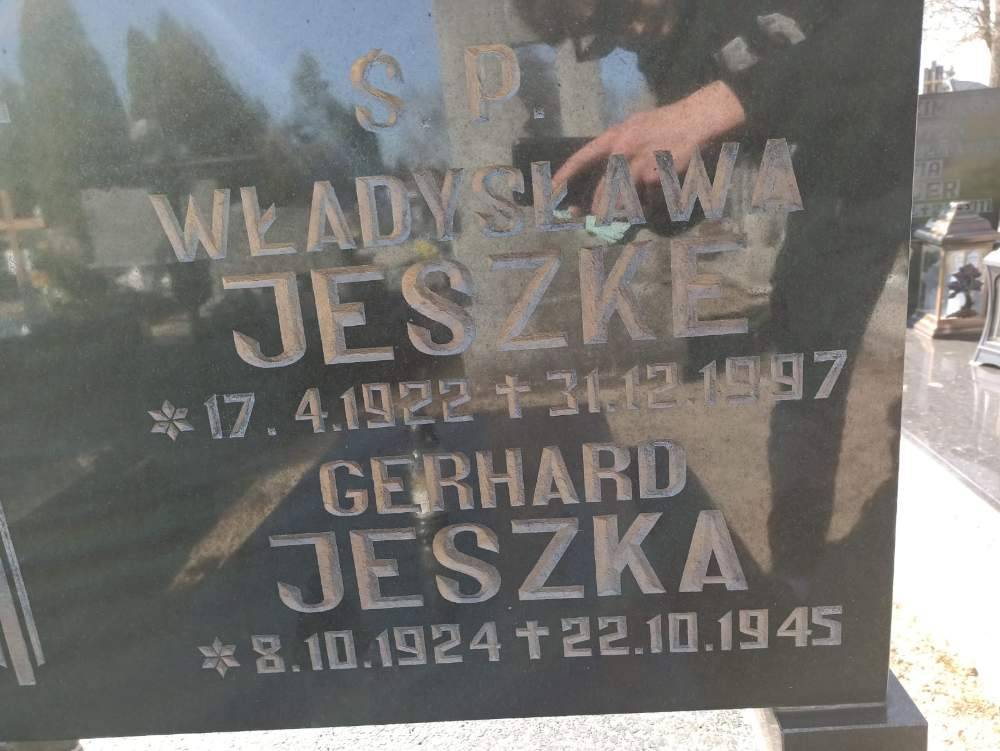 Ś. P.
WŁADYSŁAWA
JESZKE
* 17. 4.1922 † 31.12.1997
GERHARD
JESZKA
* 8.10.1924 † 22.10.1945